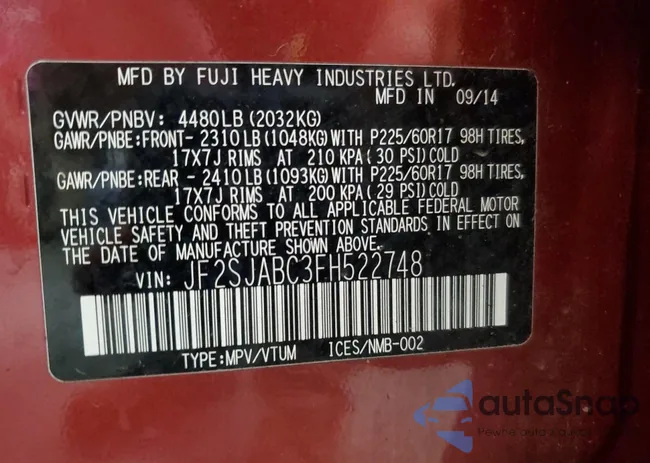 MFD BY FUJI HEAVY INDUSTRIES LTD.
MFD IN 09/14
GVWR/PNBV: 4480LB (2032KG)
GAWR/PNBE:FRONT- 2310LB (1048KG)WITH P225/60R17 98H TIRES,
17X7J RIMS AT 210 KPA (30 PSI)COLD
GAWR/PNBE:REAR - 2410LB (1093KG)WITH P225/60R17 98H TIRES,
17X7J RIMS AT 200 KPA (29 PSI)COLD
THIS VEHICLE CONFORMS TO ALL APPLICABLE FEDERAL MOTOR
VEHICLE SAFETY AND THEFT PREVENTION STANDARDS IN EFFECT ON
THE DATE OF MANUFACTURE SHOWN ABOVE.
VIN: JF2SJABC3FH522748
TYPE:MPV/VTUM ICES/NMB-002
autaSnap